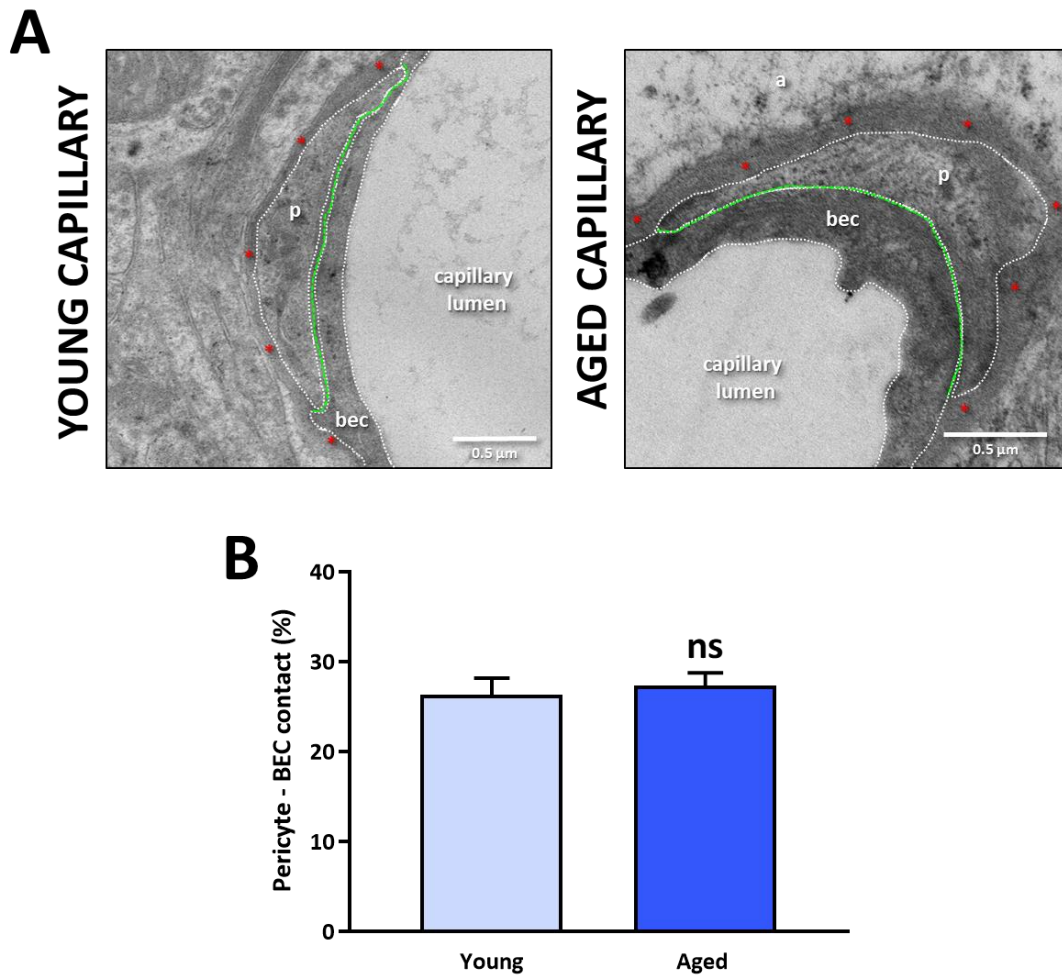 A
YOUNG CAPILLARY
p
capillary
lumen
bec
0.5 µm
AGED CAPILLARY
a
p
bec
capillary
lumen
0.5 µm
B
Pericyte - BEC contact (%)
40
30
20
10
0
ns
Young
Aged